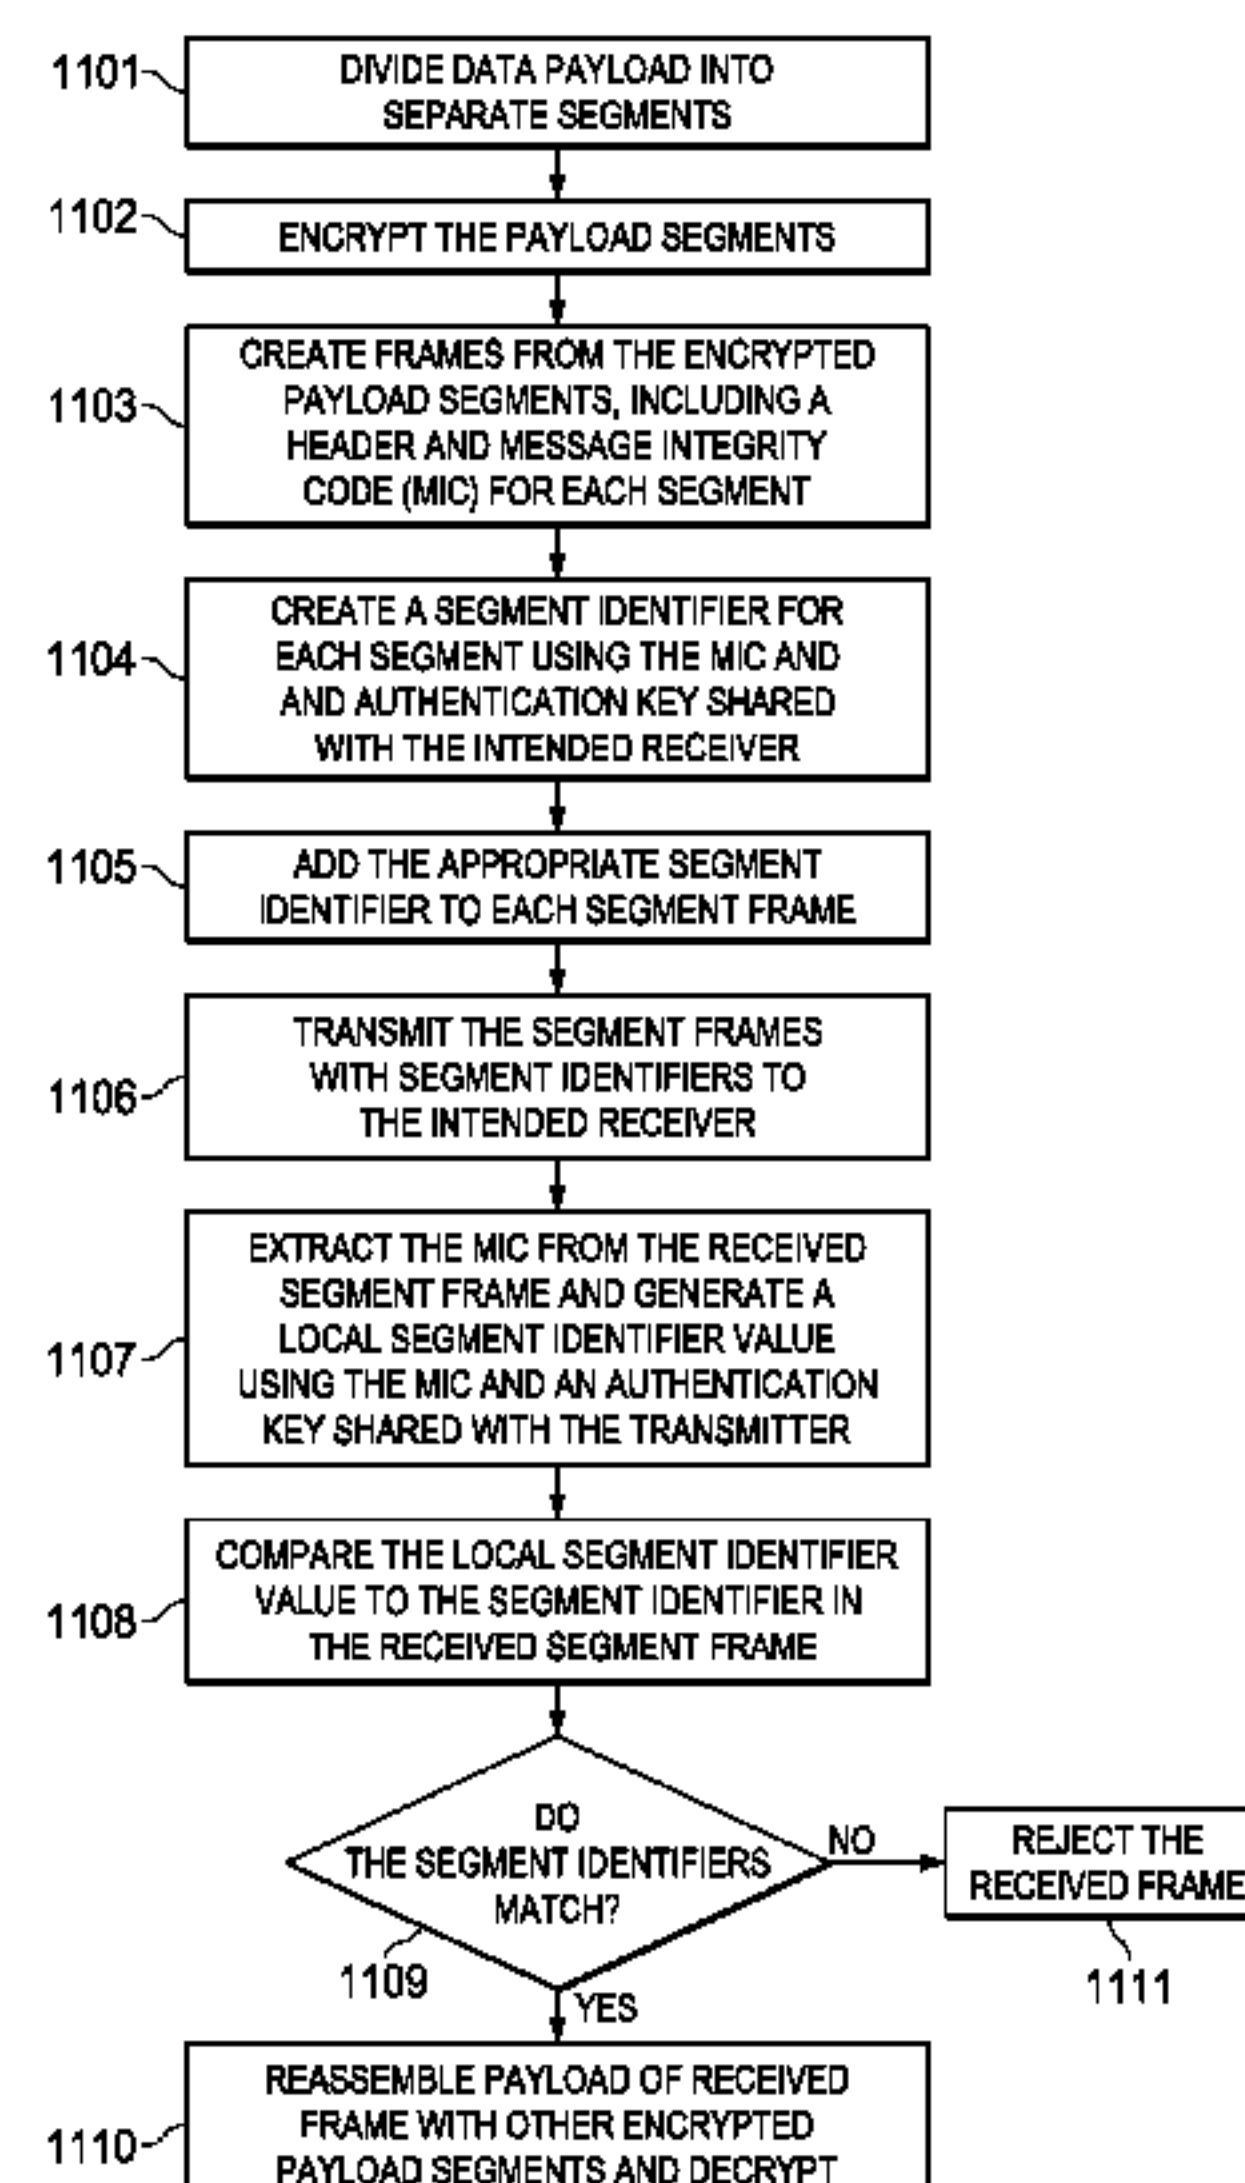 1101
DIVIDE DATA PAYLOAD INTO
SEPARATE SEGMENTS
1102
ENCRYPT THE PAYLOAD SEGMENTS
1103
CREATE FRAMES FROM THE ENCRYPTED
PAYLOAD SEGMENTS, INCLUDING A
HEADER AND MESSAGE INTEGRITY
CODE (MIC) FOR EACH SEGMENT
1104
CREATE A SEGMENT IDENTIFIER FOR
EACH SEGMENT USING THE MIC AND
AND AUTHENTICATION KEY SHARED
WITH THE INTENDED RECEIVER
1105
ADD THE APPROPRIATE SEGMENT
IDENTIFIER TO EACH SEGMENT FRAME
1106
TRANSMIT THE SEGMENT FRAMES
WITH SEGMENT IDENTIFIERS TO
THE INTENDED RECEIVER
1107
EXTRACT THE MIC FROM THE RECEIVED
SEGMENT FRAME AND GENERATE A
LOCAL SEGMENT IDENTIFIER VALUE
USING THE MIC AND AN AUTHENTICATION
KEY SHARED WITH THE TRANSMITTER
1108
COMPARE THE LOCAL SEGMENT IDENTIFIER
VALUE TO THE SEGMENT IDENTIFIER IN
THE RECEIVED SEGMENT FRAME
DO
THE SEGMENT IDENTIFIERS
MATCH?
1109
NO
REJECT THE
RECEIVED FRAME
1111
YES
1110
REASSEMBLE PAYLOAD OF RECEIVED
FRAME WITH OTHER ENCRYPTED
PAYLOAD SEGMENTS AND DECRYPT